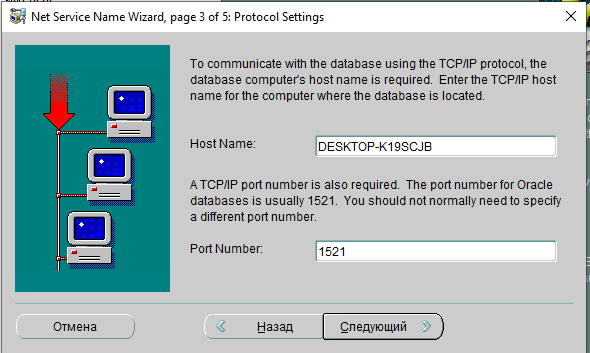 Net Service Name Wizard, page 3 of 5: Protocol Settings
To communicate with the database using the TCP/IP protocol, the
database computer's host name is required. Enter the TCP/IP host
name for the computer where the database is located.
Host Name:
DESKTOP-K19SCJB
A TCP/IP port number is also required. The port number for Oracle
databases is usually 1521. You should not normally need to specify
a different port number.
Port Number:
1521
Отмена
Назад
Следующий